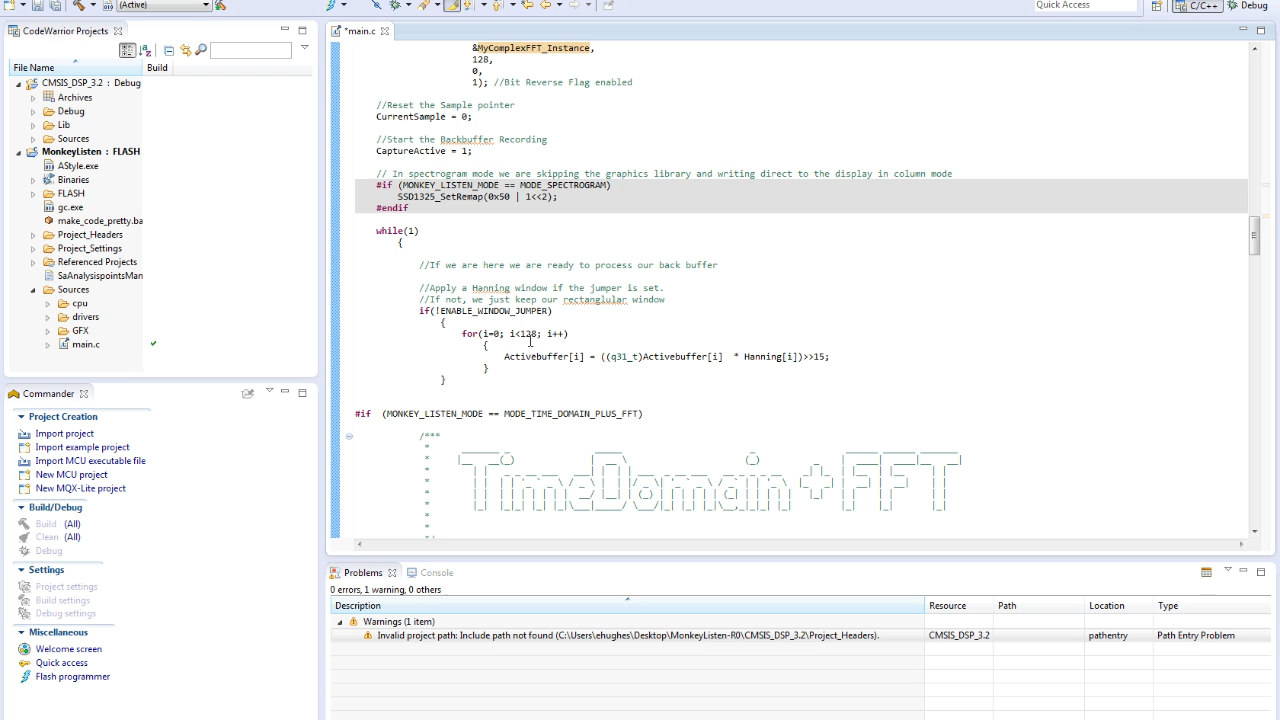 (Active)
Quick Access
C/C++
Debug
CodeWarrior Projects
File Name
Build
CMSIS_DSP_3.2 : Debug
Archives
Debug
Lib
Sources
MonkeyListen : FLASH
AStyle.exe
Binaries
FLASH
gc.exe
make_code_pretty.ba
Project_Headers
Project_Settings
Referenced Projects
SaAnalysispointsMan
Sources
cpu
drivers
GFX
main.c
Commander
Project Creation
Import project
Import example project
Import MCU executable file
New MCU project
New MQX-Lite project
Build/Debug
Build (All)
Clean (All)
Debug
Settings
Project settings
Build settings
Debug settings
Miscellaneous
Welcome screen
Quick access
Flash programmer
*main.c
&MyComplexFFT_Instance,
128,
0,
1); //Bit Reverse Flag enabled
//Reset the Sample pointer
CurrentSample = 0;
//Start the Backbuffer Recording
CaptureActive = 1;
// In spectrogram mode we are skipping the graphics library and writing direct to the display in column mode
#if (MONKEY_LISTEN_MODE == MODE_SPECTROGRAM)
SSD1325_SetRemap(0x50 | 1<<2);
#endif
while(1)
{
//If we are here we are ready to process our back buffer
//Apply a Hanning window if the jumper is set.
//If not, we just keep our rectanglular window
if(!ENABLE_WINDOW_JUMPER)
{
for(i=0; i<128; i++)
{
Activebuffer[i] = ((q31_t)Activebuffer[i] * Hanning[i])>>15;
}
}
#if (MONKEY_LISTEN_MODE == MODE_TIME_DOMAIN_PLUS_FFT)
/***
TimeDomain+FFT
Problems
Console
0 errors, 1 warning, 0 others
Description
Resource
Path
Location
Type
Warnings (1 item)
Invalid project path: Include path not found (C:\Users\ehughes\Desktop\MonkeyListen-R0\CMSIS_DSP_3.2\Project_Headers).
CMSIS_DSP_3.2
pathentry
Path Entry Problem